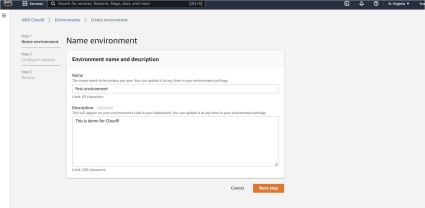 aws
Services
Search for services, features, blogs, docs, and more
[Alt+S]
N. Virginia
AWS Cloud9 > Environments > Create environment
Step 1
Name environment
Step 2
Configure settings
Step 3
Review
Name environment
Environment name and description
Name
The name needs to be unique per user. You can update it at any time in your environment settings.
first-environment
Limit: 60 characters
Description - Optional
This will appear on your environment's card in your dashboard. You can update it at any time in your environment settings.
This is demo for Cloud9
Limit: 200 characters
Cancel
Next step